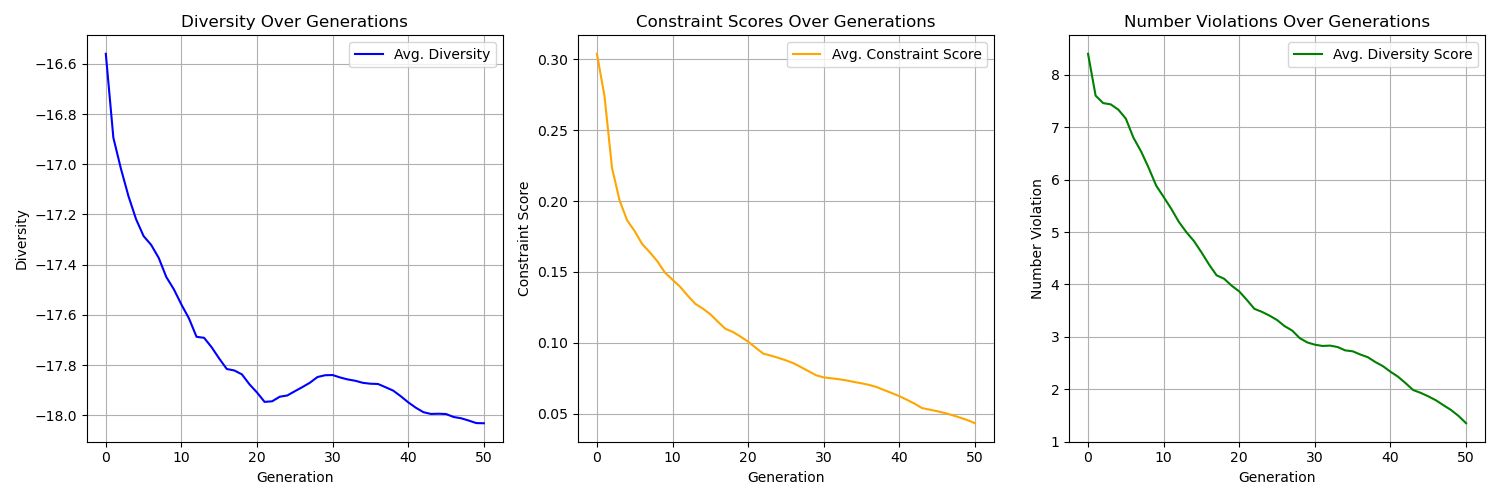 Diversity Over Generations
Avg. Diversity
−16.6
−16.8
−17.0
−17.2
−17.4
−17.6
−17.8
−18.0
Diversity
0 10 20 30 40 50
Generation
Constraint Scores Over Generations
Avg. Constraint Score
0.30
0.25
0.20
0.15
0.10
0.05
Constraint Score
0 10 20 30 40 50
Generation
Number Violations Over Generations
Avg. Diversity Score
8
7
6
5
4
3
2
1
Number Violation
0 10 20 30 40 50
Generation